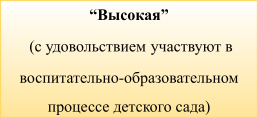 “Высокая”
(с удовольствием участвуют в
воспитательно-образовательном
процессе детского сада)